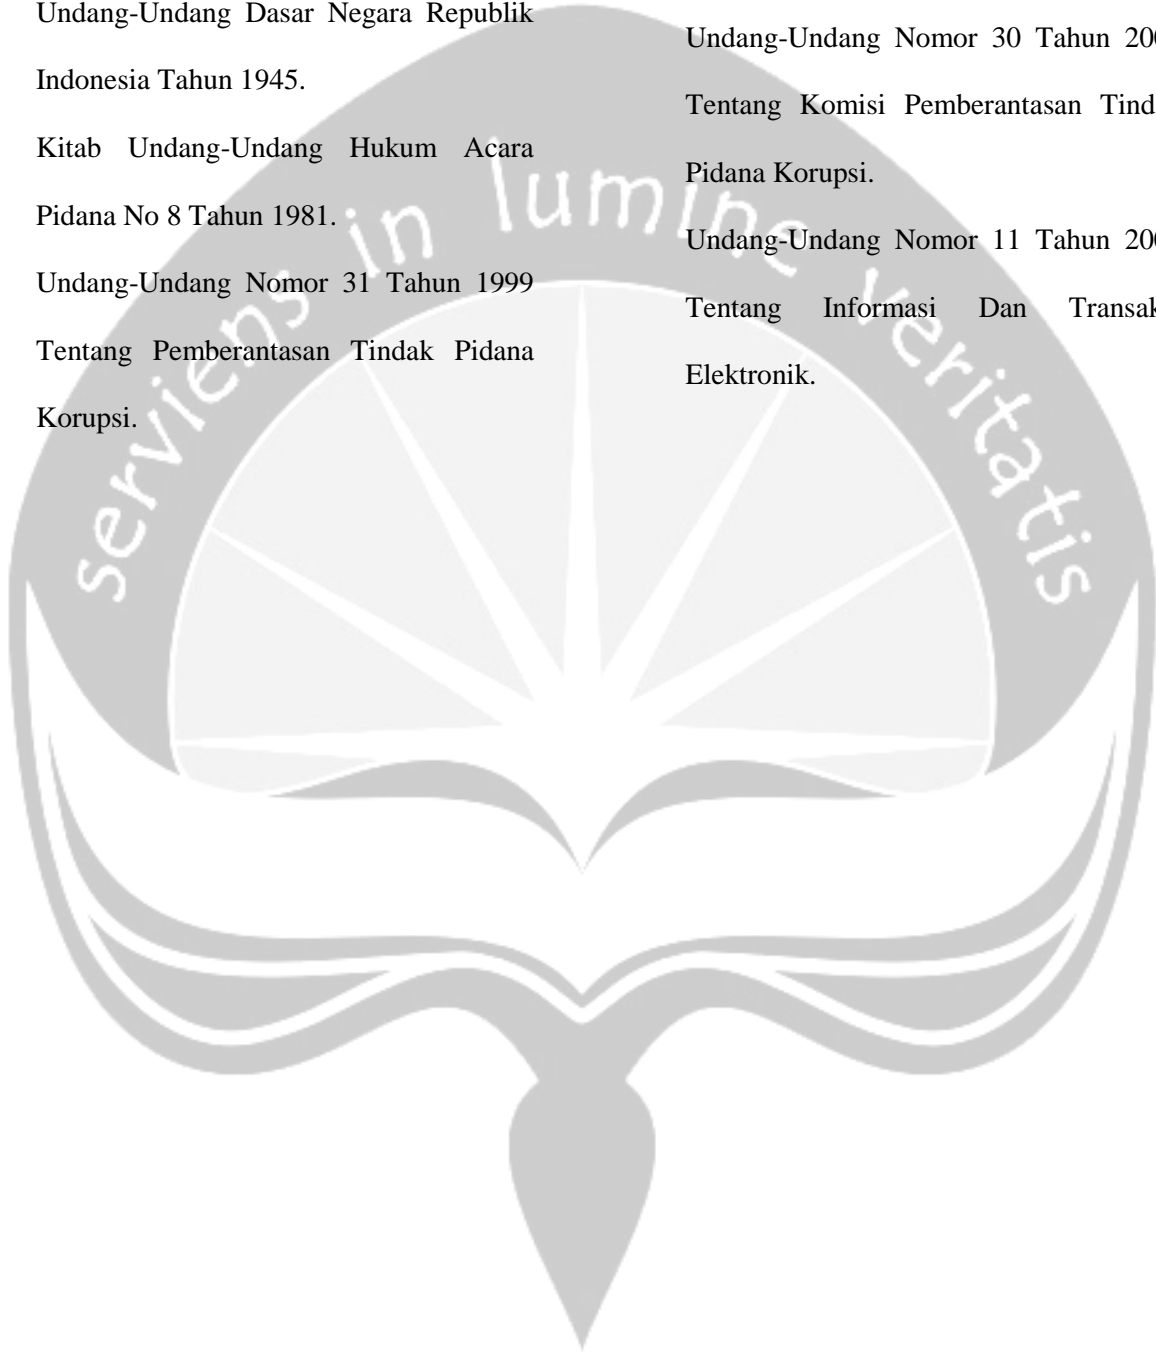 Undang-Undang Dasar Negara Republik
Indonesia Tahun 1945.
Kitab Undang-Undang Hukum Acara
Pidana No 8 Tahun 1981.
Undang-Undang Nomor 31 Tahun 1999
Tentang Pemberantasan Tindak Pidana
Korupsi.
Undang-Undang Nomor 30 Tahun
Tentang Komisi Pemberantasan
Pidana Korupsi.
Undang-Undang Nomor 11 Tahun
Tentang Informasi Dan
Elektronik.
serviens in lumine veritatis